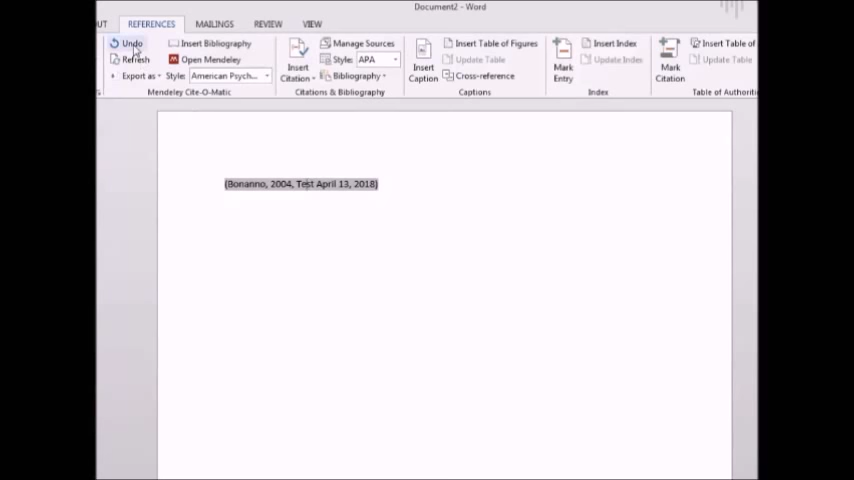 Document2 - Word
OUT REFERENCES MAILINGS REVIEW VIEW
Undo Insert Bibliography Manage Sources Insert Table of Figures Insert Index Insert Table of
Refresh Open Mendeley Style: APA Update Table Update Index Update Table
Export as Style: American Psych... Insert Citation Bibliography Insert Caption Cross-reference Mark Entry Mark Citation
Mendeley Cite-O-Matic Citations & Bibliography Captions Index Table of Authoriti
(Bonanno, 2004, Test April 13, 2018)